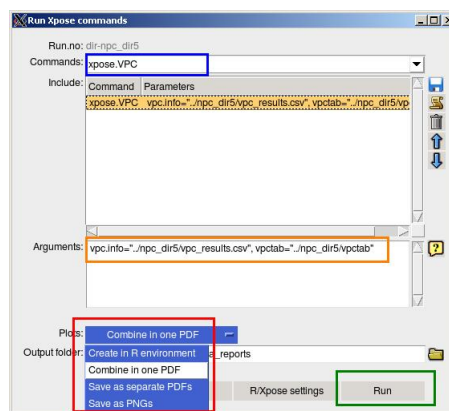 Run Xpose commands
Run.no: dir-npc_dir5
Commands: xpose.VPC
Include: Command Parameters
xpose.VPC vpc.info="../npc_dir5/vpc_results.csv", vpctab="../npc_dir5/vp
Arguments: vpc.info="../npc_dir5/vpc_results.csv", vpctab="../npc_dir5/vpctab"
Plots: Combine in one PDF
Output folder: Create in R environment a_reports
Combine in one PDF
Save as separate PDFs R/Xpose settings Run
Save as PNGs